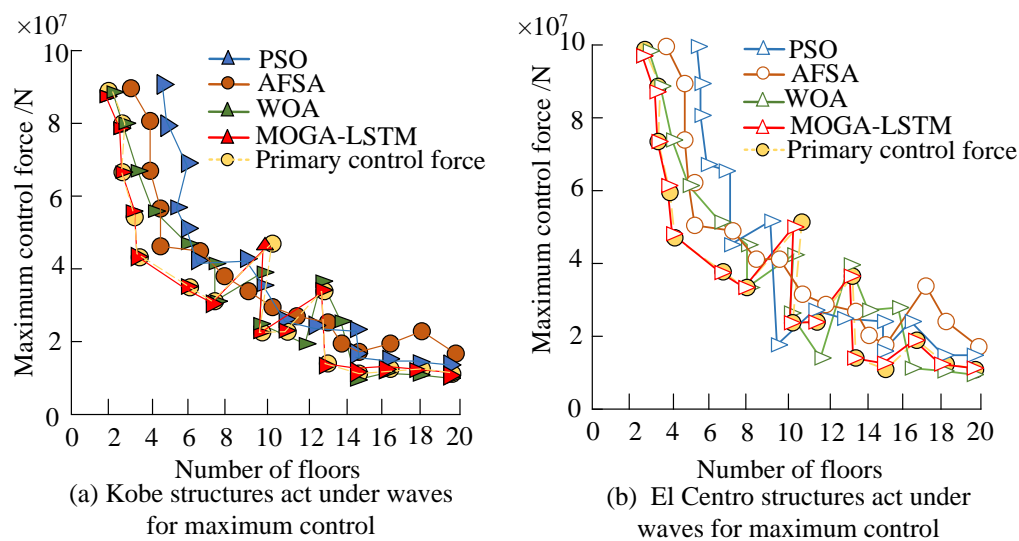 ×10⁷
10
8
6
4
2
0
Maximum control force /N
PSO
AFSA
WOA
MOGA-LSTM
Primary control force
0 2 4 6 8 10 12 14 16 18 20
Number of floors
(a) Kobe structures act under waves
for maximum control
×10⁷
10
8
6
4
2
0
Maximum control force /N
PSO
AFSA
WOA
MOGA-LSTM
Primary control force
0 2 4 6 8 10 12 14 16 18 20
Number of floors
(b) El Centro structures act under
waves for maximum control